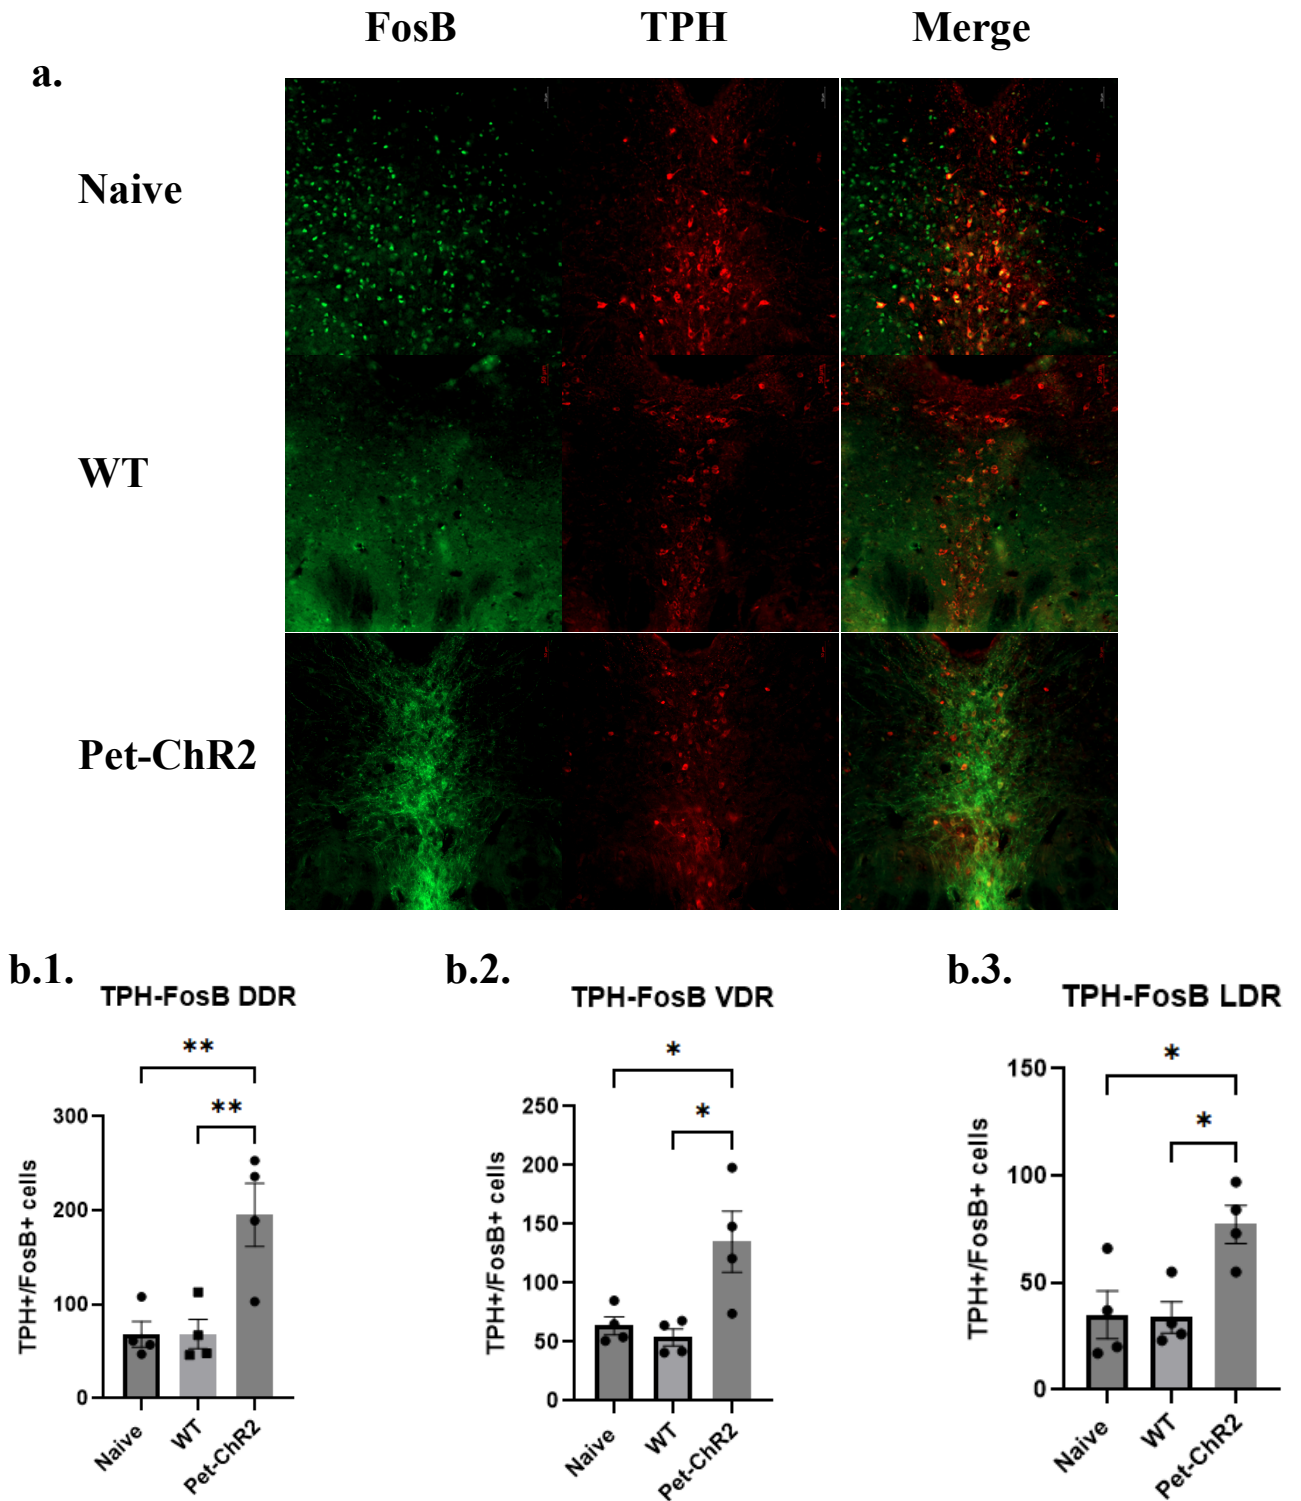 FosB TPH Merge
a.
Naive
WT
Pet-ChR2
b.1.
TPH-FosB DDR
**
**
300
200
100
0
TPH+/FosB+ cells
Naive
WT
Pet-ChR2
b.2.
TPH-FosB VDR
*
*
250
200
150
100
50
0
TPH+/FosB+ cells
Naive
WT
Pet-ChR2
b.3.
TPH-FosB LDR
*
*
150
100
50
0
TPH+/FosB+ cells
Naive
WT
Pet-ChR2